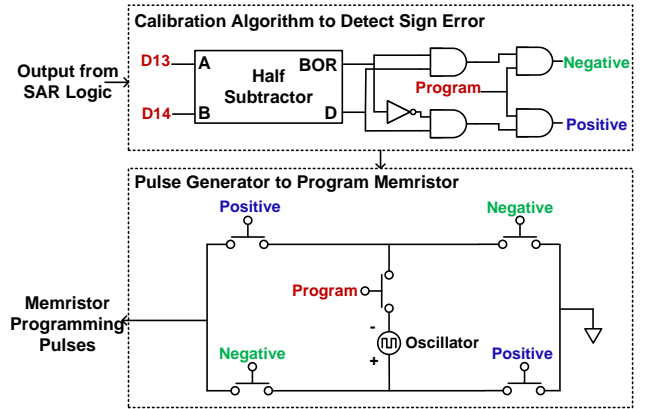 Calibration Algorithm to Detect Sign Error
Output from
SAR Logic
D13
A
BOR
Half
Subtractor
D14
B
D
Program
Negative
Positive
Pulse Generator to Program Memristor
Positive
Negative
Program
-
Oscillator
+
Memristor
Programming
Pulses
Negative
Positive